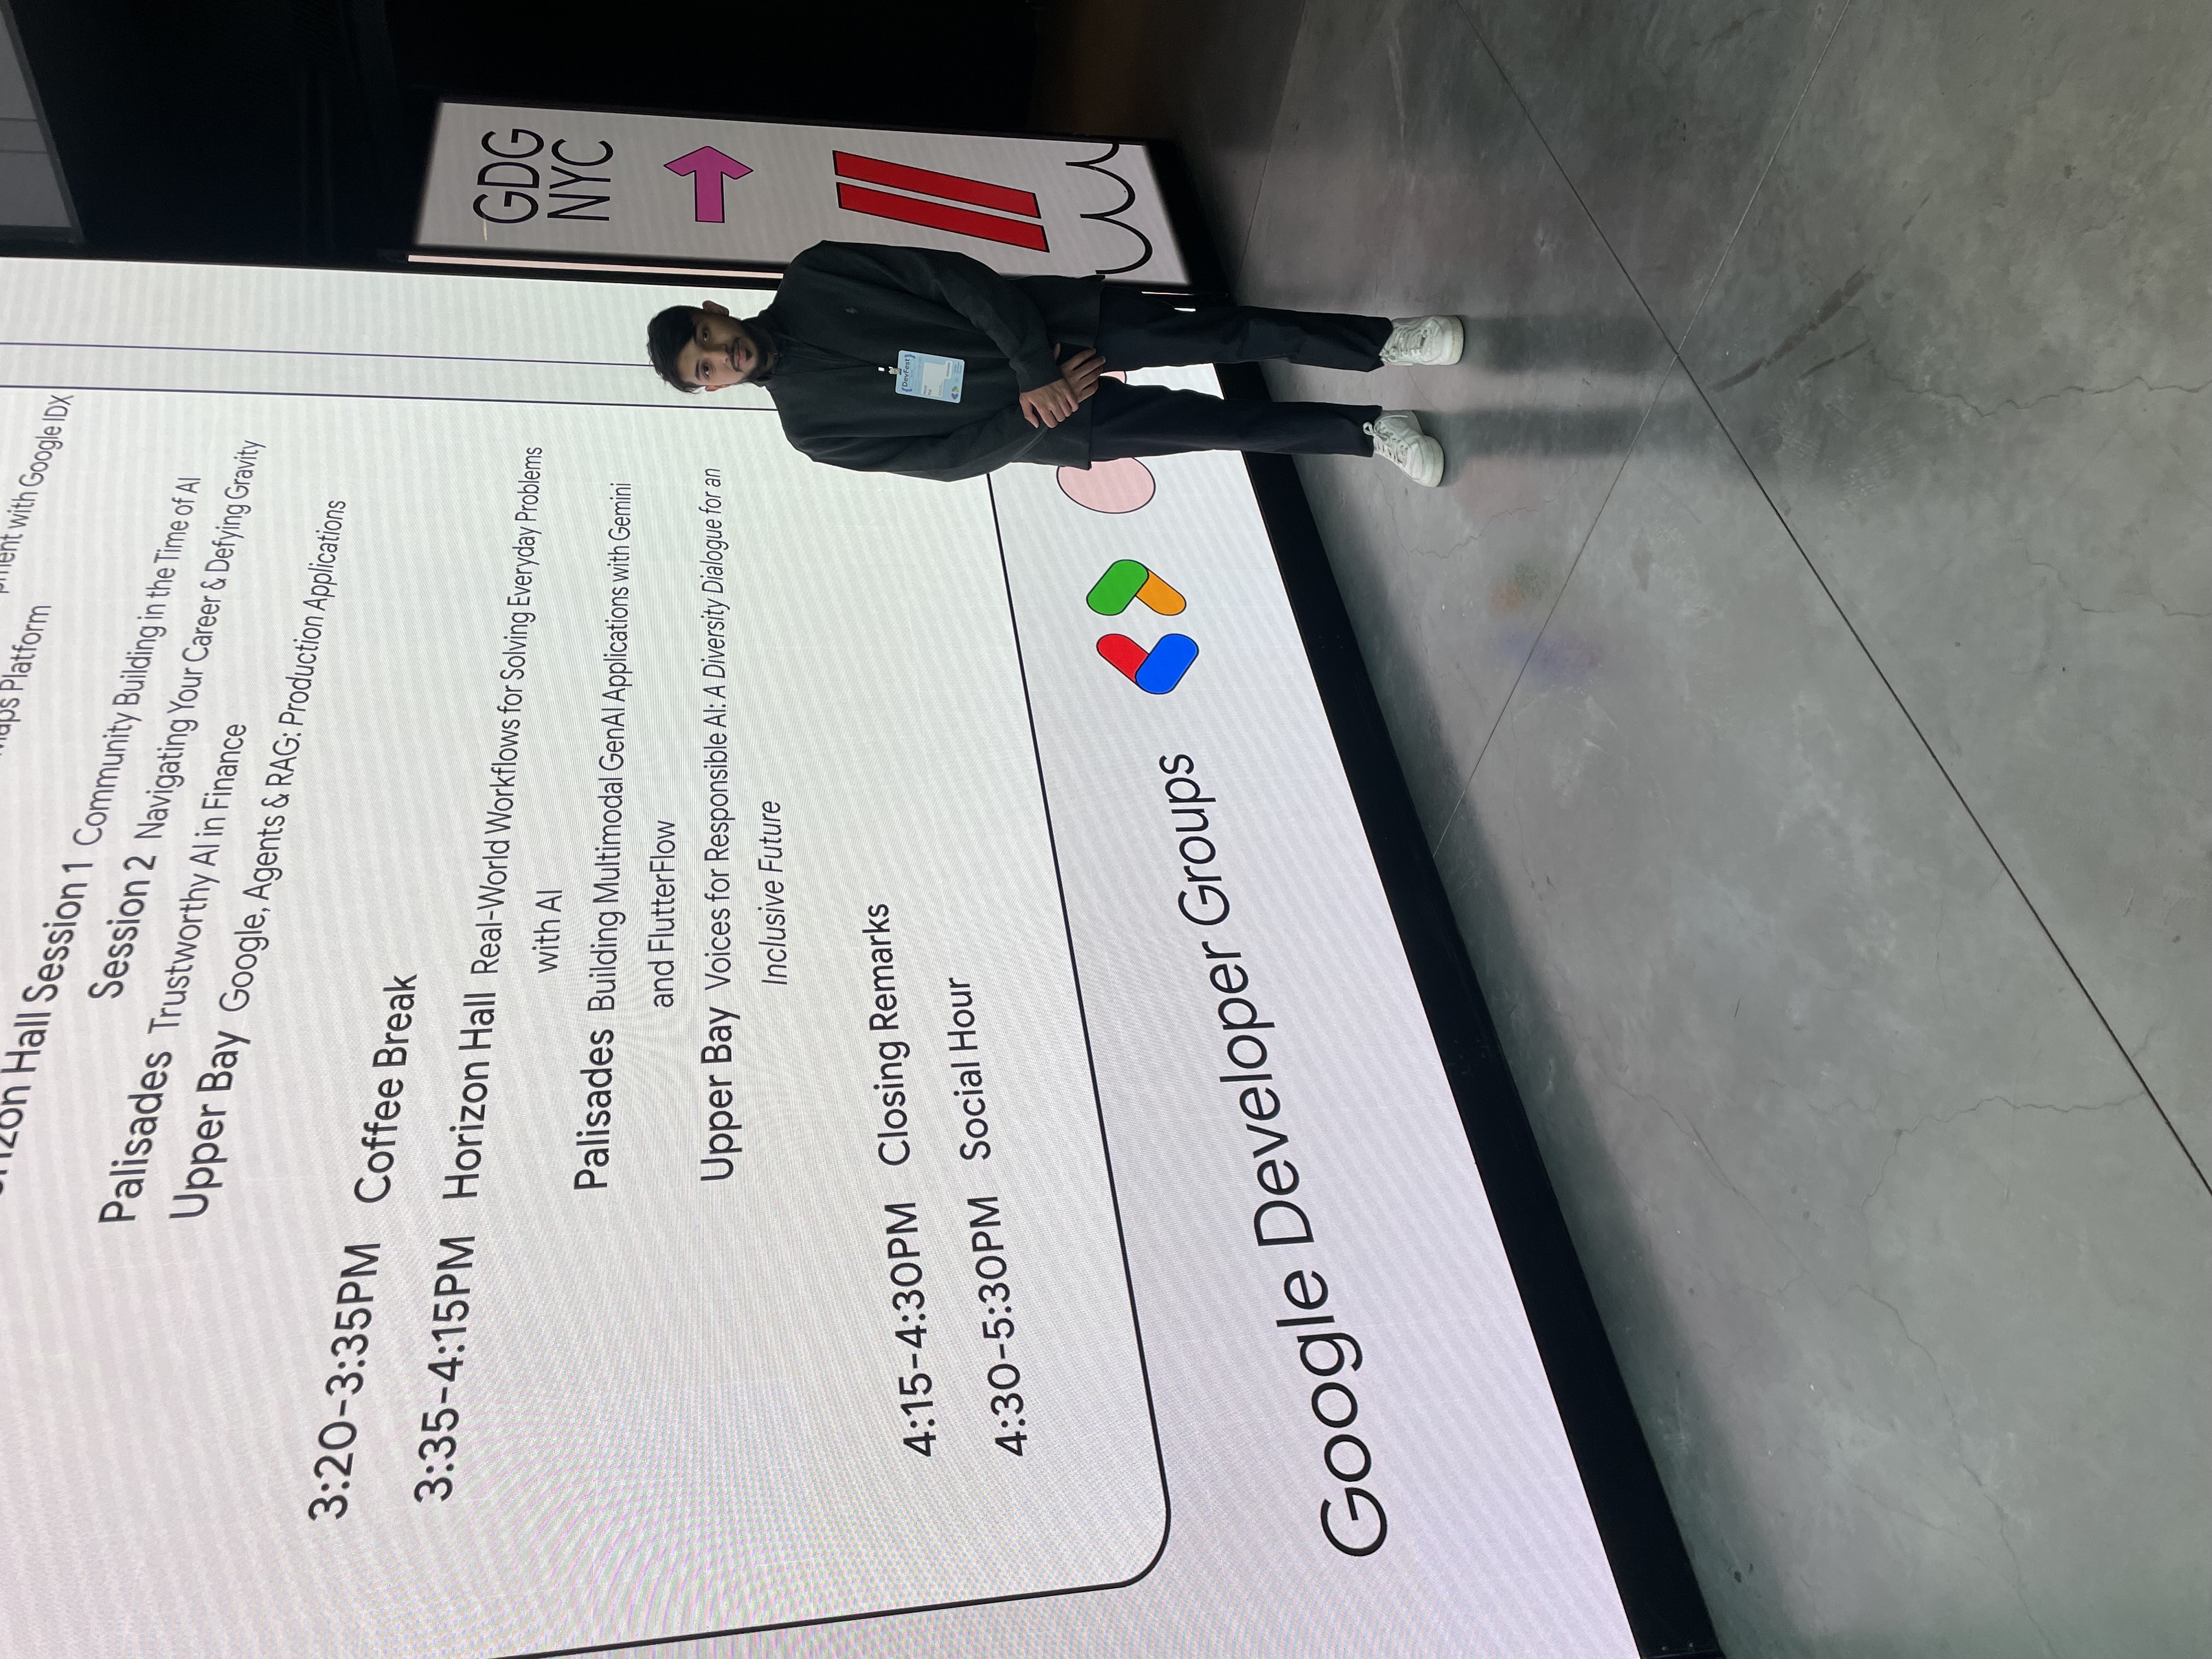 Platform
with Google IDX
Hall Session 1 Community Building in the Time of AI
Session 2 Navigating Your Career & Defying Gravity
Palisades Trustworthy AI in Finance
Upper Bay Google, Agents & RAG: Production Applications
3:20-3:35PM Coffee Break
3:35-4:15PM Horizon Hall Real-World Workflows for Solving Everyday Problems
with AI
Palisades Building Multimodal GenAI Applications with Gemini
and FlutterFlow
Upper Bay Voices for Responsible AI: A Diversity Dialogue for an
Inclusive Future
4:15-4:30PM Closing Remarks
4:30-5:30PM Social Hour
Google Developer Groups
GDG
NYC
DevFest